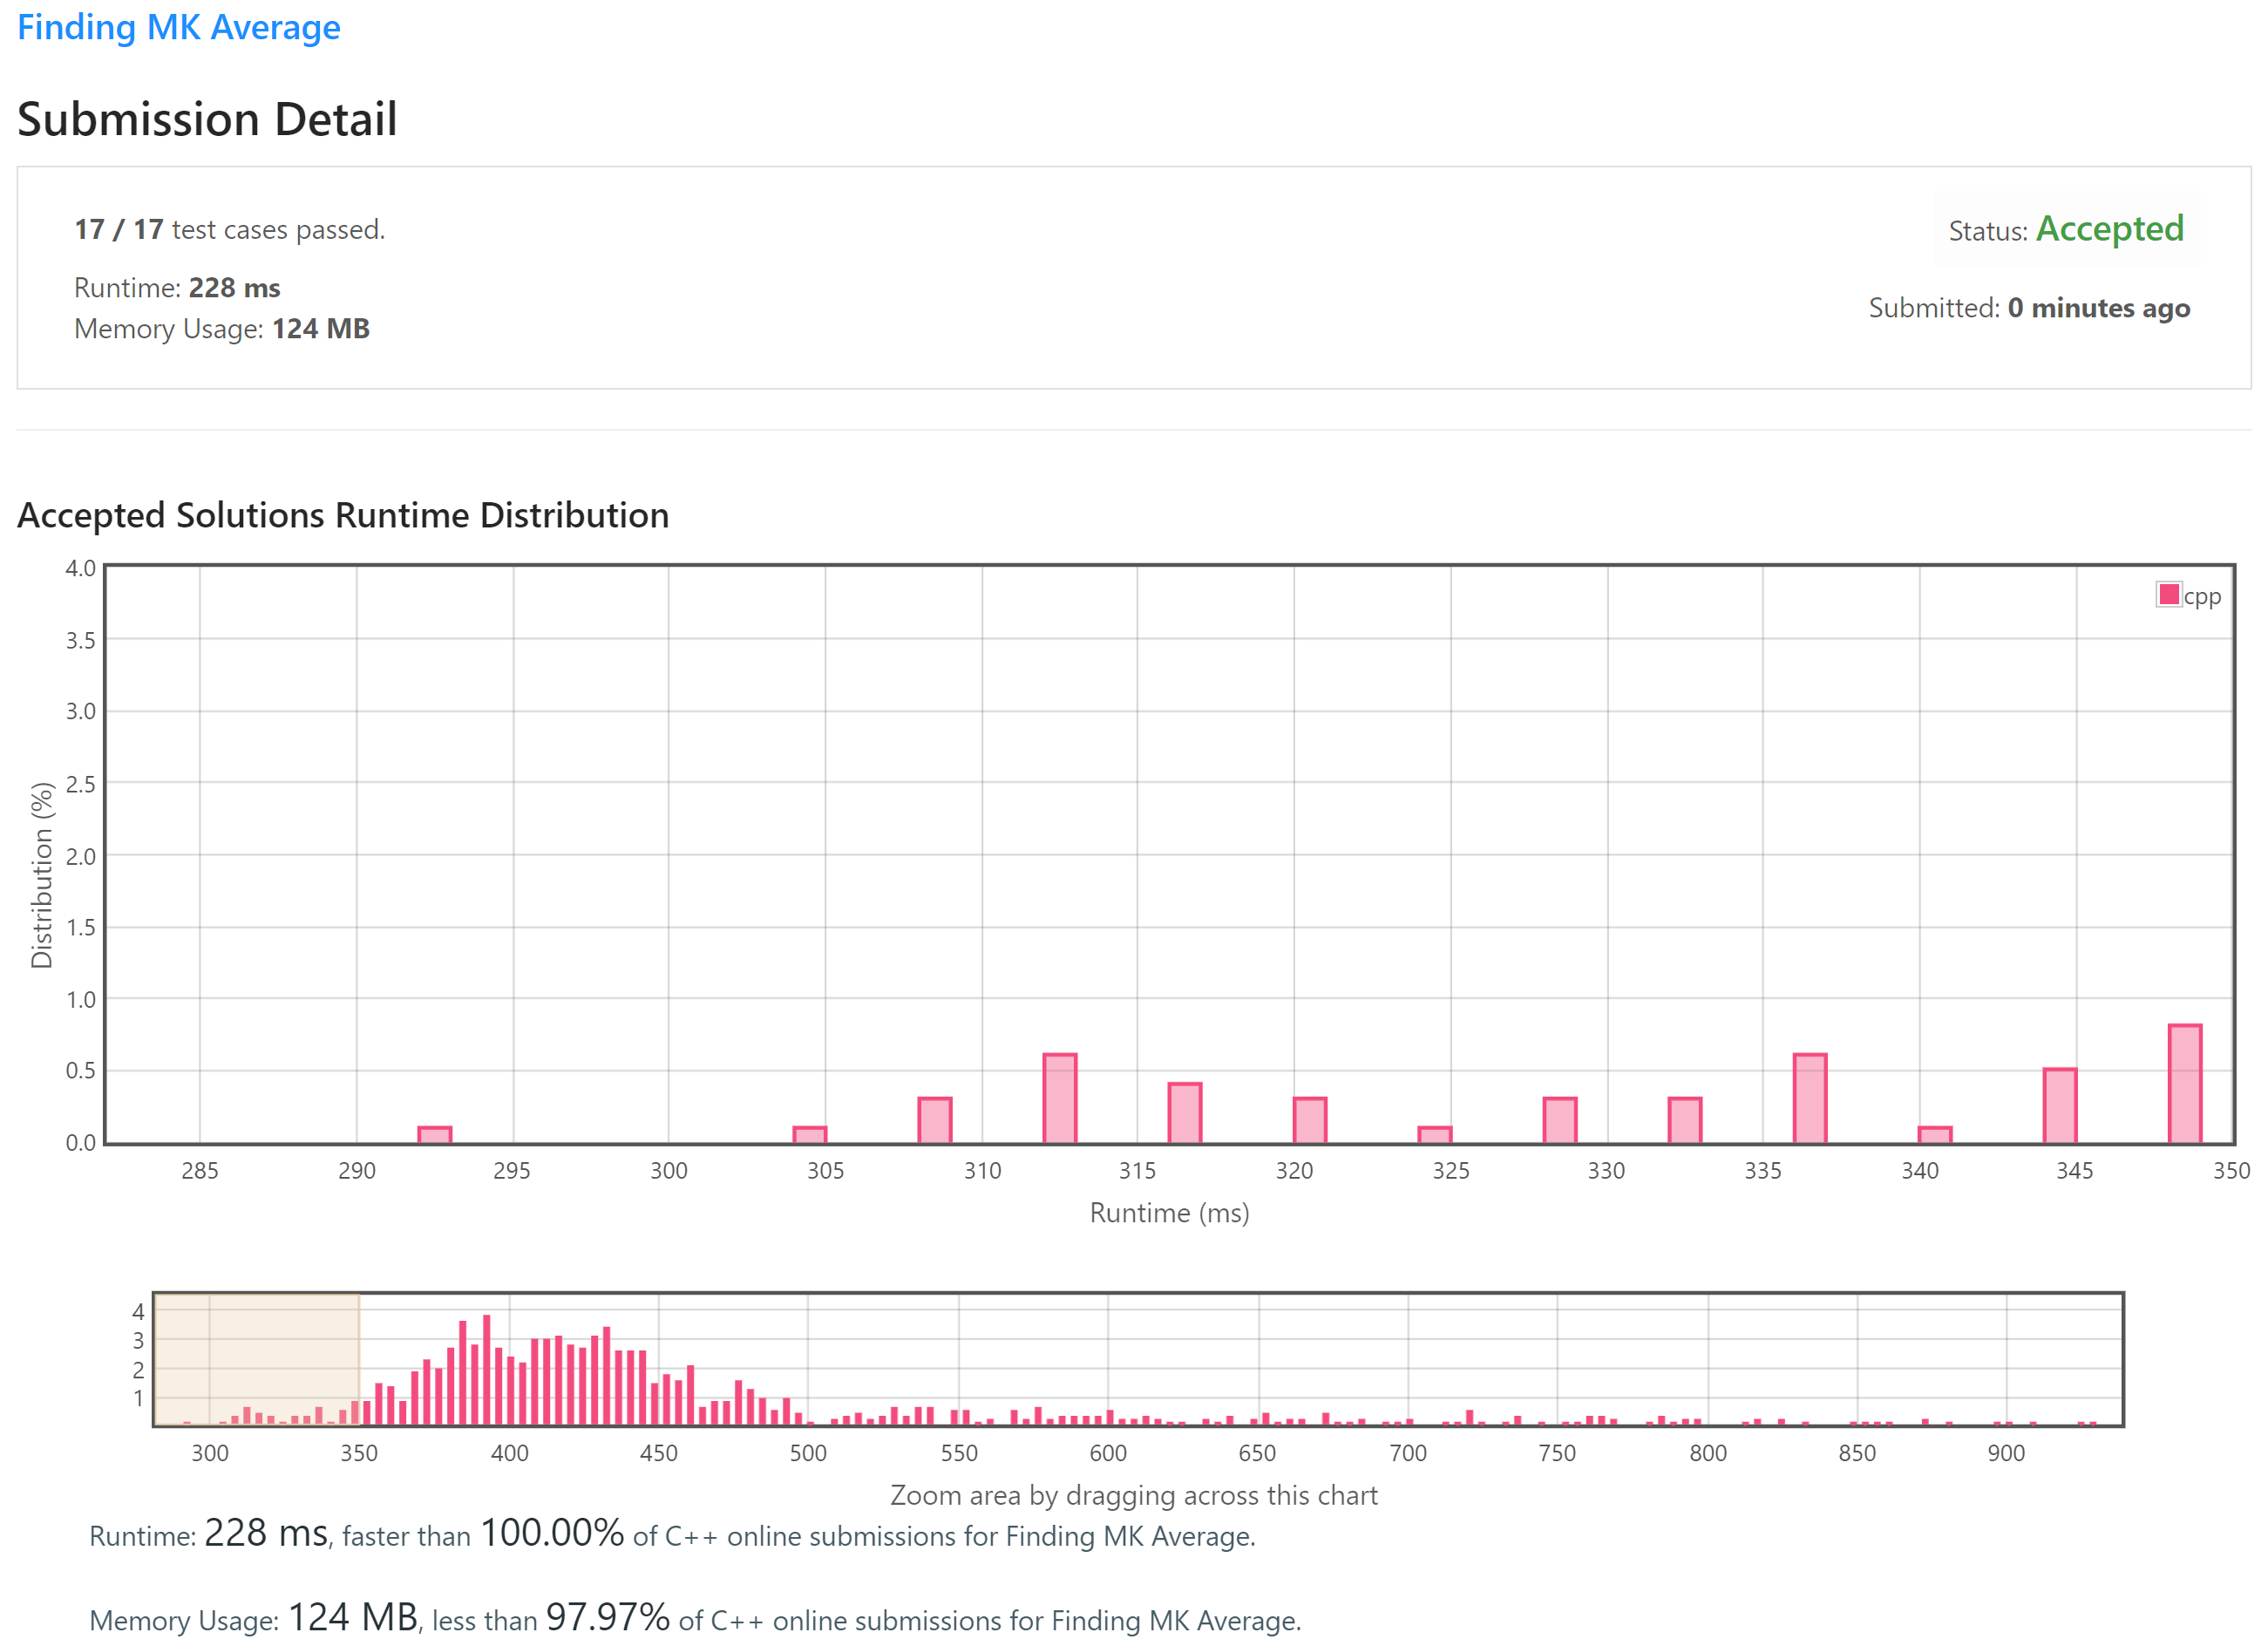 Finding MK Average
Submission Detail
17 / 17 test cases passed.
Status: Accepted
Runtime: 228 ms
Submitted: 0 minutes ago
Memory Usage: 124 MB
Accepted Solutions Runtime Distribution
4.0
cpp
3.5
3.0
2.5
2.0
1.5
1.0
0.5
0.0
Distribution (%)
285 290 295 300 305 310 315 320 325 330 335 340 345 350
Runtime (ms)
4
3
2
1
300 350 400 450 500 550 600 650 700 750 800 850 900
Zoom area by dragging across this chart
Runtime: 228 ms, faster than 100.00% of C++ online submissions for Finding MK Average.
Memory Usage: 124 MB, less than 97.97% of C++ online submissions for Finding MK Average.